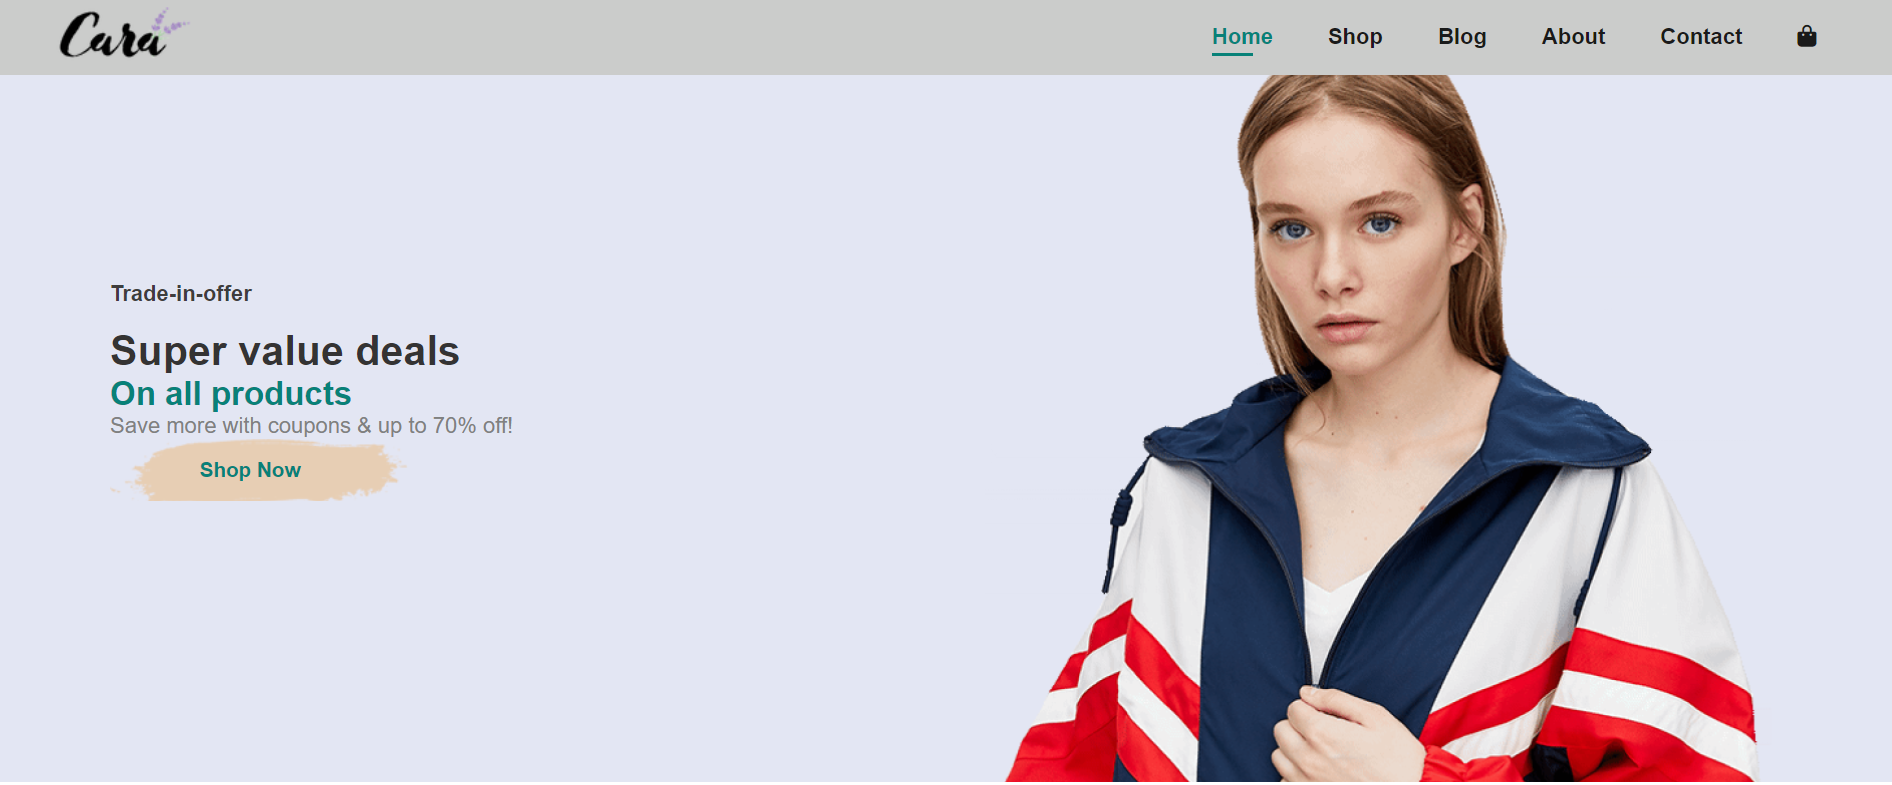 Cara
Home Shop Blog About Contact
Trade-in-offer
Super value deals
On all products
Save more with coupons & up to 70% off!
Shop Now